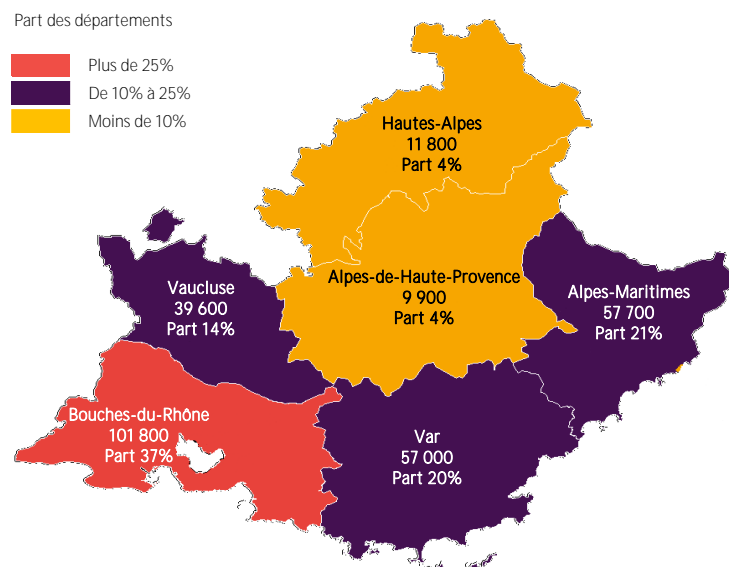 Part des départements
Plus de 25%
De 10% à 25%
Moins de 10%
Hautes-Alpes
11 800
Part 4%
Alpes-de-Haute-Provence
9 900
Part 4%
Vaucluse
39 600
Part 14%
Alpes-Maritimes
57 700
Part 21%
Bouches-du-Rhône
101 800
Part 37%
Var
57 000
Part 20%